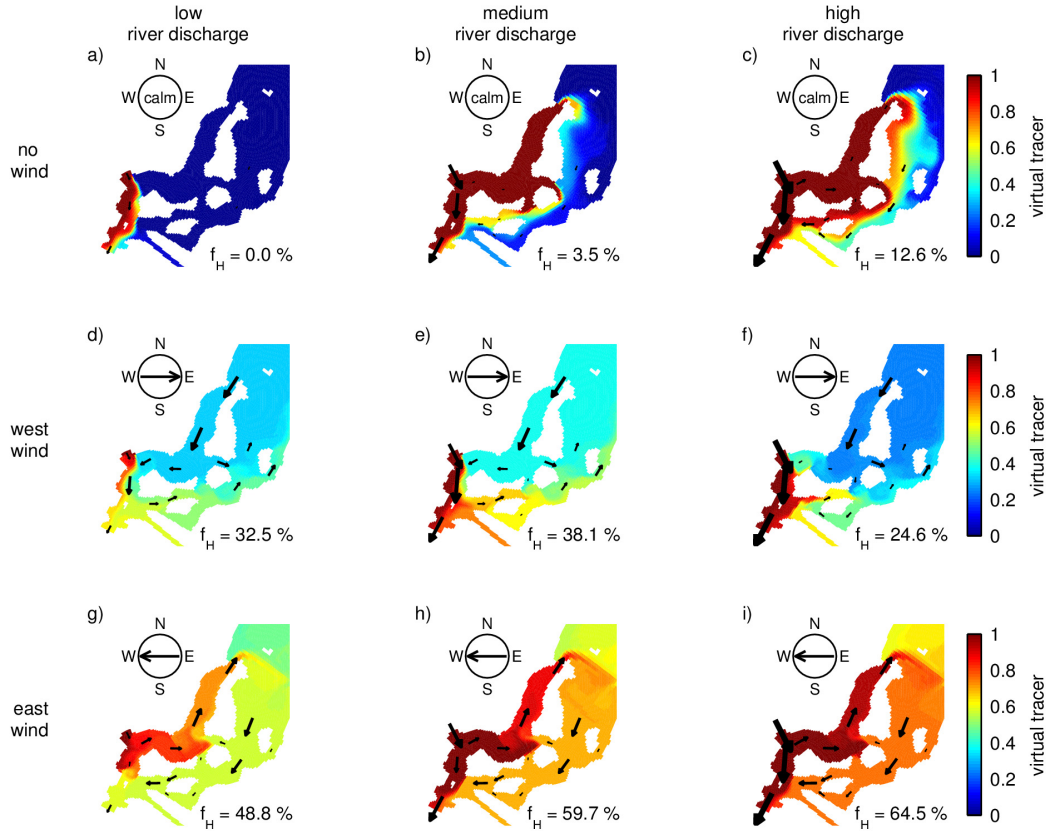 low
river discharge
medium
river discharge
high
river discharge
no
wind
a)
N
W calm E
S
f_H = 0.0 %
b)
N
W calm E
S
f_H = 3.5 %
c)
N
W calm E
S
f_H = 12.6 %
1
0.8
0.6
0.4
0.2
0
virtual tracer
west
wind
d)
N
W E
S
f_H = 32.5 %
e)
N
W E
S
f_H = 38.1 %
f)
N
W E
S
f_H = 24.6 %
1
0.8
0.6
0.4
0.2
0
virtual tracer
east
wind
g)
N
W E
S
f_H = 48.8 %
h)
N
W E
S
f_H = 59.7 %
i)
N
W E
S
f_H = 64.5 %
1
0.8
0.6
0.4
0.2
0
virtual tracer